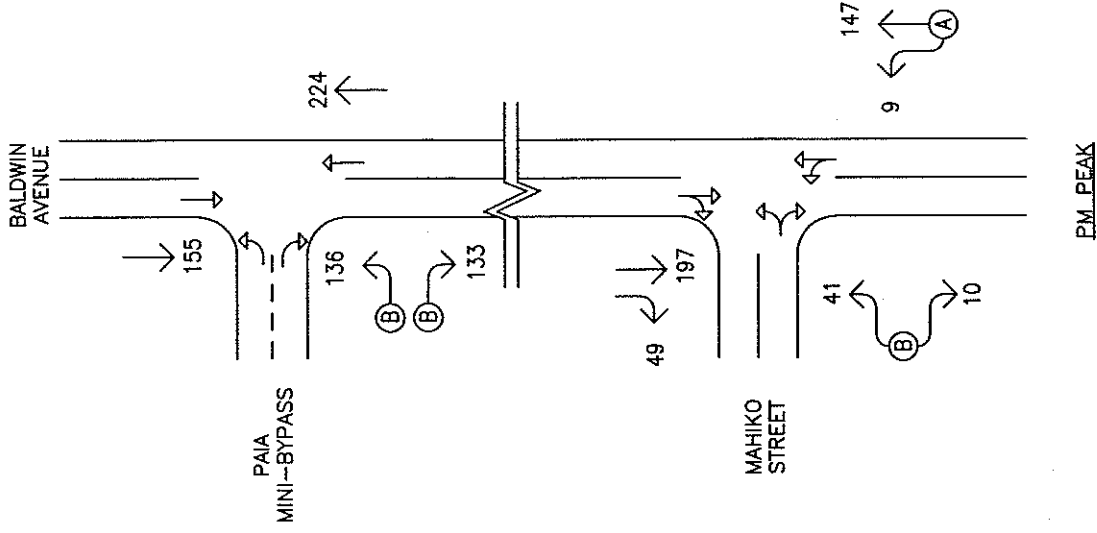 BALDWIN
AVENUE
224
155
136
B
B
133
PAIA
MINI-BYPASS
197
49
147
A
9
41
B
10
MAHIKO
STREET
PM PEAK